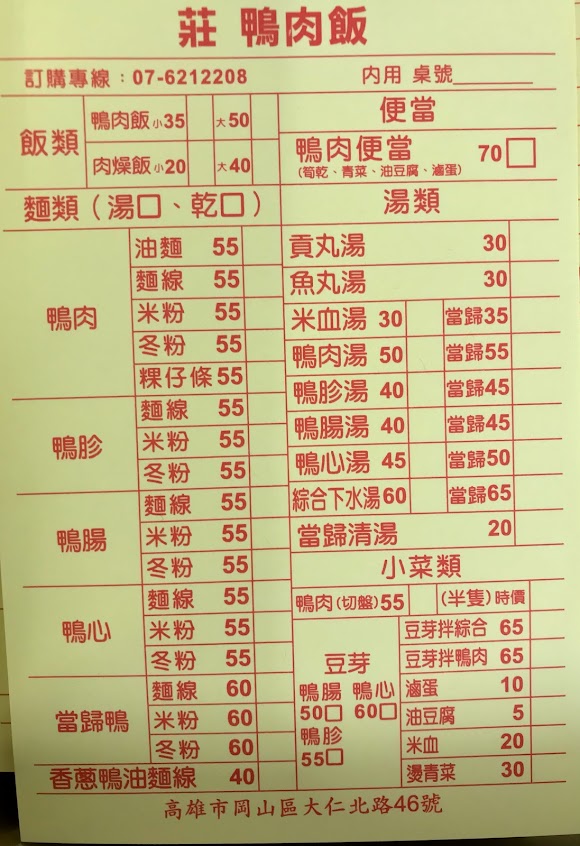 莊 鴨肉飯
訂購專線：07-6212208 內用 桌號______
飯類
鴨肉飯小35 大50
肉燥飯小20 大40
麵類（湯□、乾□）
鴨肉
油麵 55
麵線 55
米粉 55
冬粉 55
粿仔條 55
鴨胗
麵線 55
米粉 55
冬粉 55
鴨腸
麵線 55
米粉 55
冬粉 55
鴨心
麵線 55
米粉 55
冬粉 55
當歸鴨
麵線 60
米粉 60
冬粉 60
香蔥鴨油麵線 40
便當
鴨肉便當 70□
(筍乾、青菜、油豆腐、滷蛋)
湯類
貢丸湯 30
魚丸湯 30
米血湯 30 當歸35
鴨肉湯 50 當歸55
鴨胗湯 40 當歸45
鴨腸湯 40 當歸45
鴨心湯 45 當歸50
綜合下水湯60 當歸65
當歸清湯 20
小菜類
鴨肉(切盤)55 (半隻)時價
豆芽
鴨腸 鴨心
50□ 60□
鴨胗
55□
豆芽拌綜合 65
豆芽拌鴨肉 65
滷蛋 10
油豆腐 5
米血 20
燙青菜 30
高雄市岡山區大仁北路46號